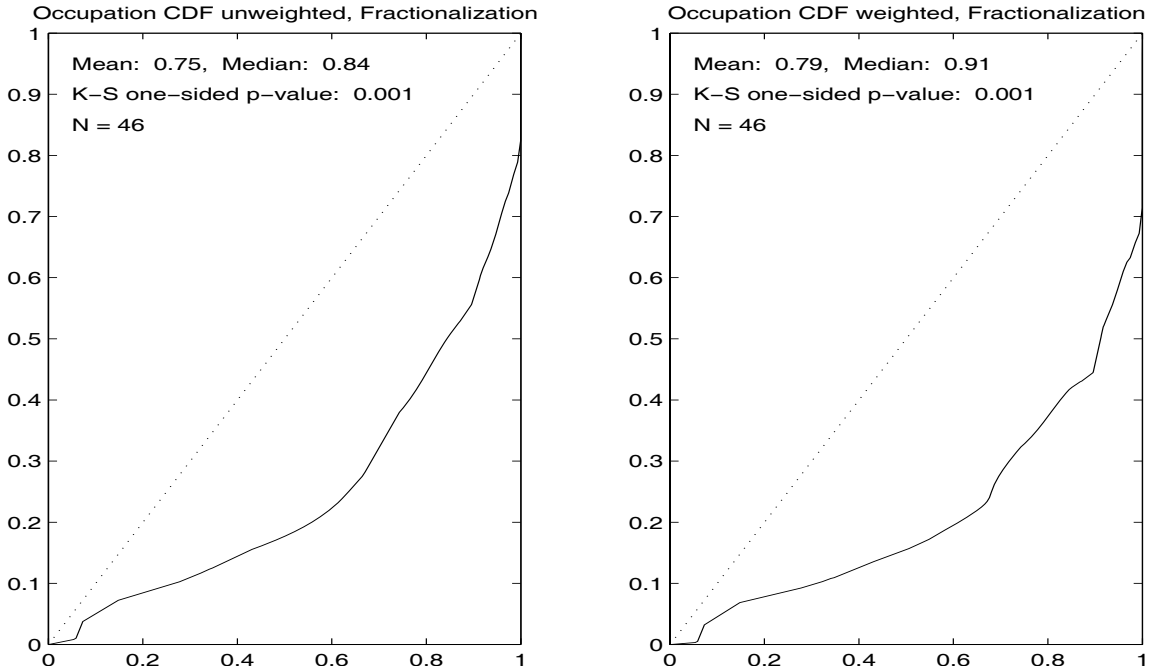 Occupation CDF unweighted, Fractionalization
1
Mean: 0.75, Median: 0.84
0.9
K−S one−sided p−value: 0.001
N = 46
0.8
0.7
0.6
0.5
0.4
0.3
0.2
0.1
0
0 0.2 0.4 0.6 0.8 1
Occupation CDF weighted, Fractionalization
1
Mean: 0.79, Median: 0.91
0.9
K−S one−sided p−value: 0.001
N = 46
0.8
0.7
0.6
0.5
0.4
0.3
0.2
0.1
0
0 0.2 0.4 0.6 0.8 1